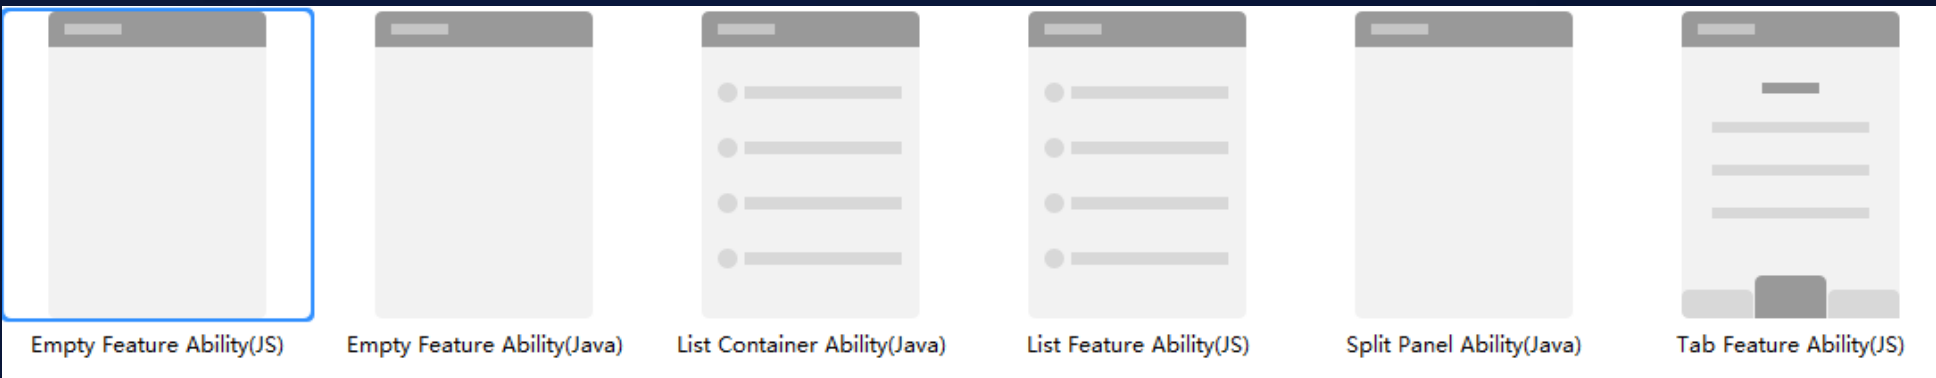 Empty Feature Ability(JS)
Empty Feature Ability(Java)
List Container Ability(Java)
List Feature Ability(JS)
Split Panel Ability(Java)
Tab Feature Ability(JS)